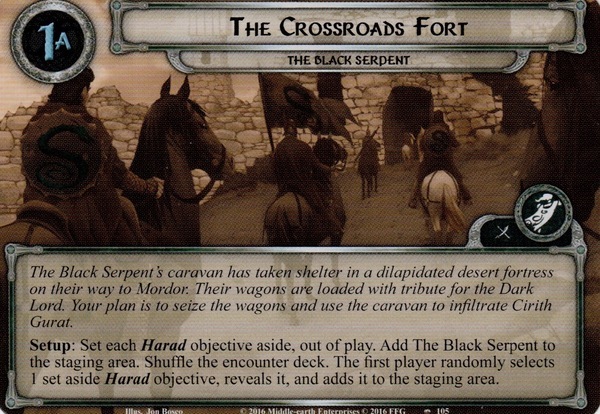 1A
THE CROSSROADS FORT
THE BLACK SERPENT
The Black Serpent's caravan has taken shelter in a dilapidated desert fortress
on their way to Mordor. Their wagons are loaded with tribute for the Dark
Lord. Your plan is to seize the wagons and use the caravan to infiltrate Cirith
Gurat.
Setup: Set each Harad objective aside, out of play. Add The Black Serpent to
the staging area. Shuffle the encounter deck. The first player randomly selects
1 set aside Harad objective, reveals it, and adds it to the staging area.
Illus. Jon Bosco © 2016 Middle-earth Enterprises © 2016 FFG 105